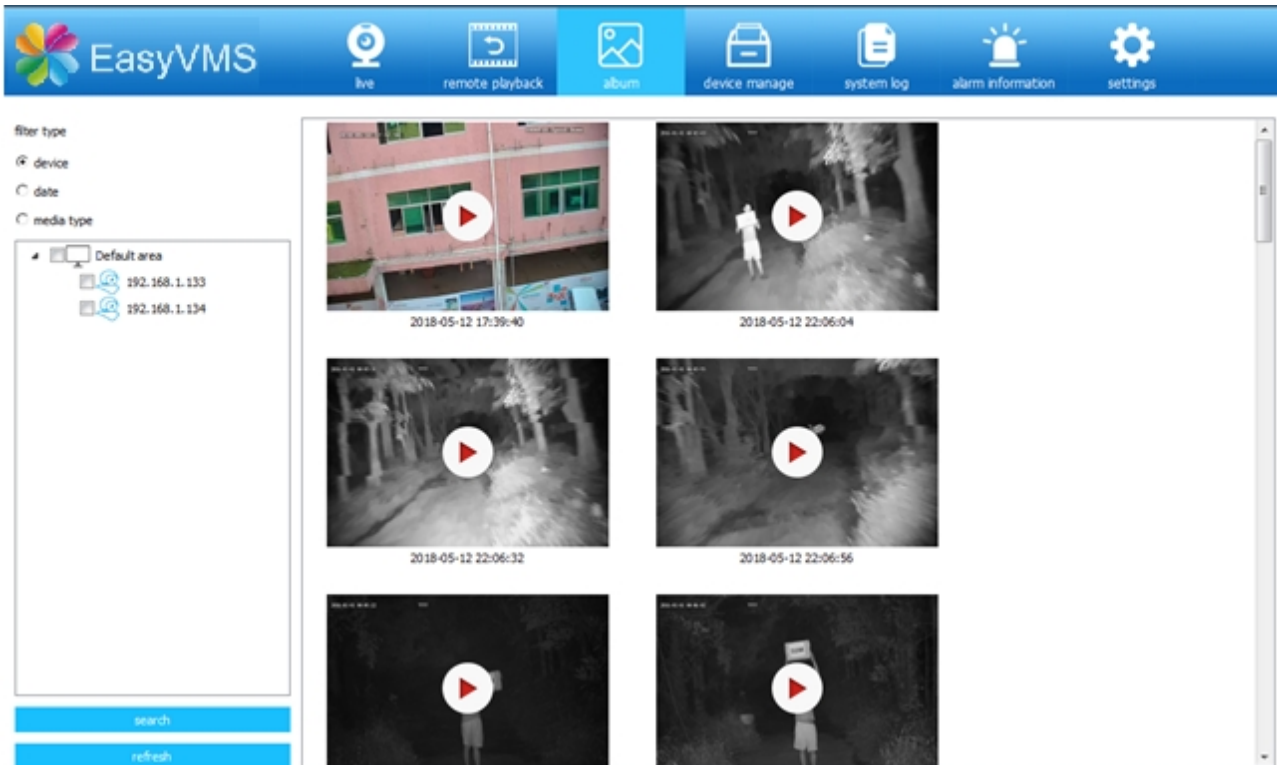 EasyVMS
live
remote playback
album
device manage
system log
alarm information
settings
filter type
device
date
media type
Default area
192.168.1.133
192.168.1.134
search
refresh
2018-05-12 17:39:40
2018-05-12 22:06:04
2018-05-12 22:06:32
2018-05-12 22:06:56